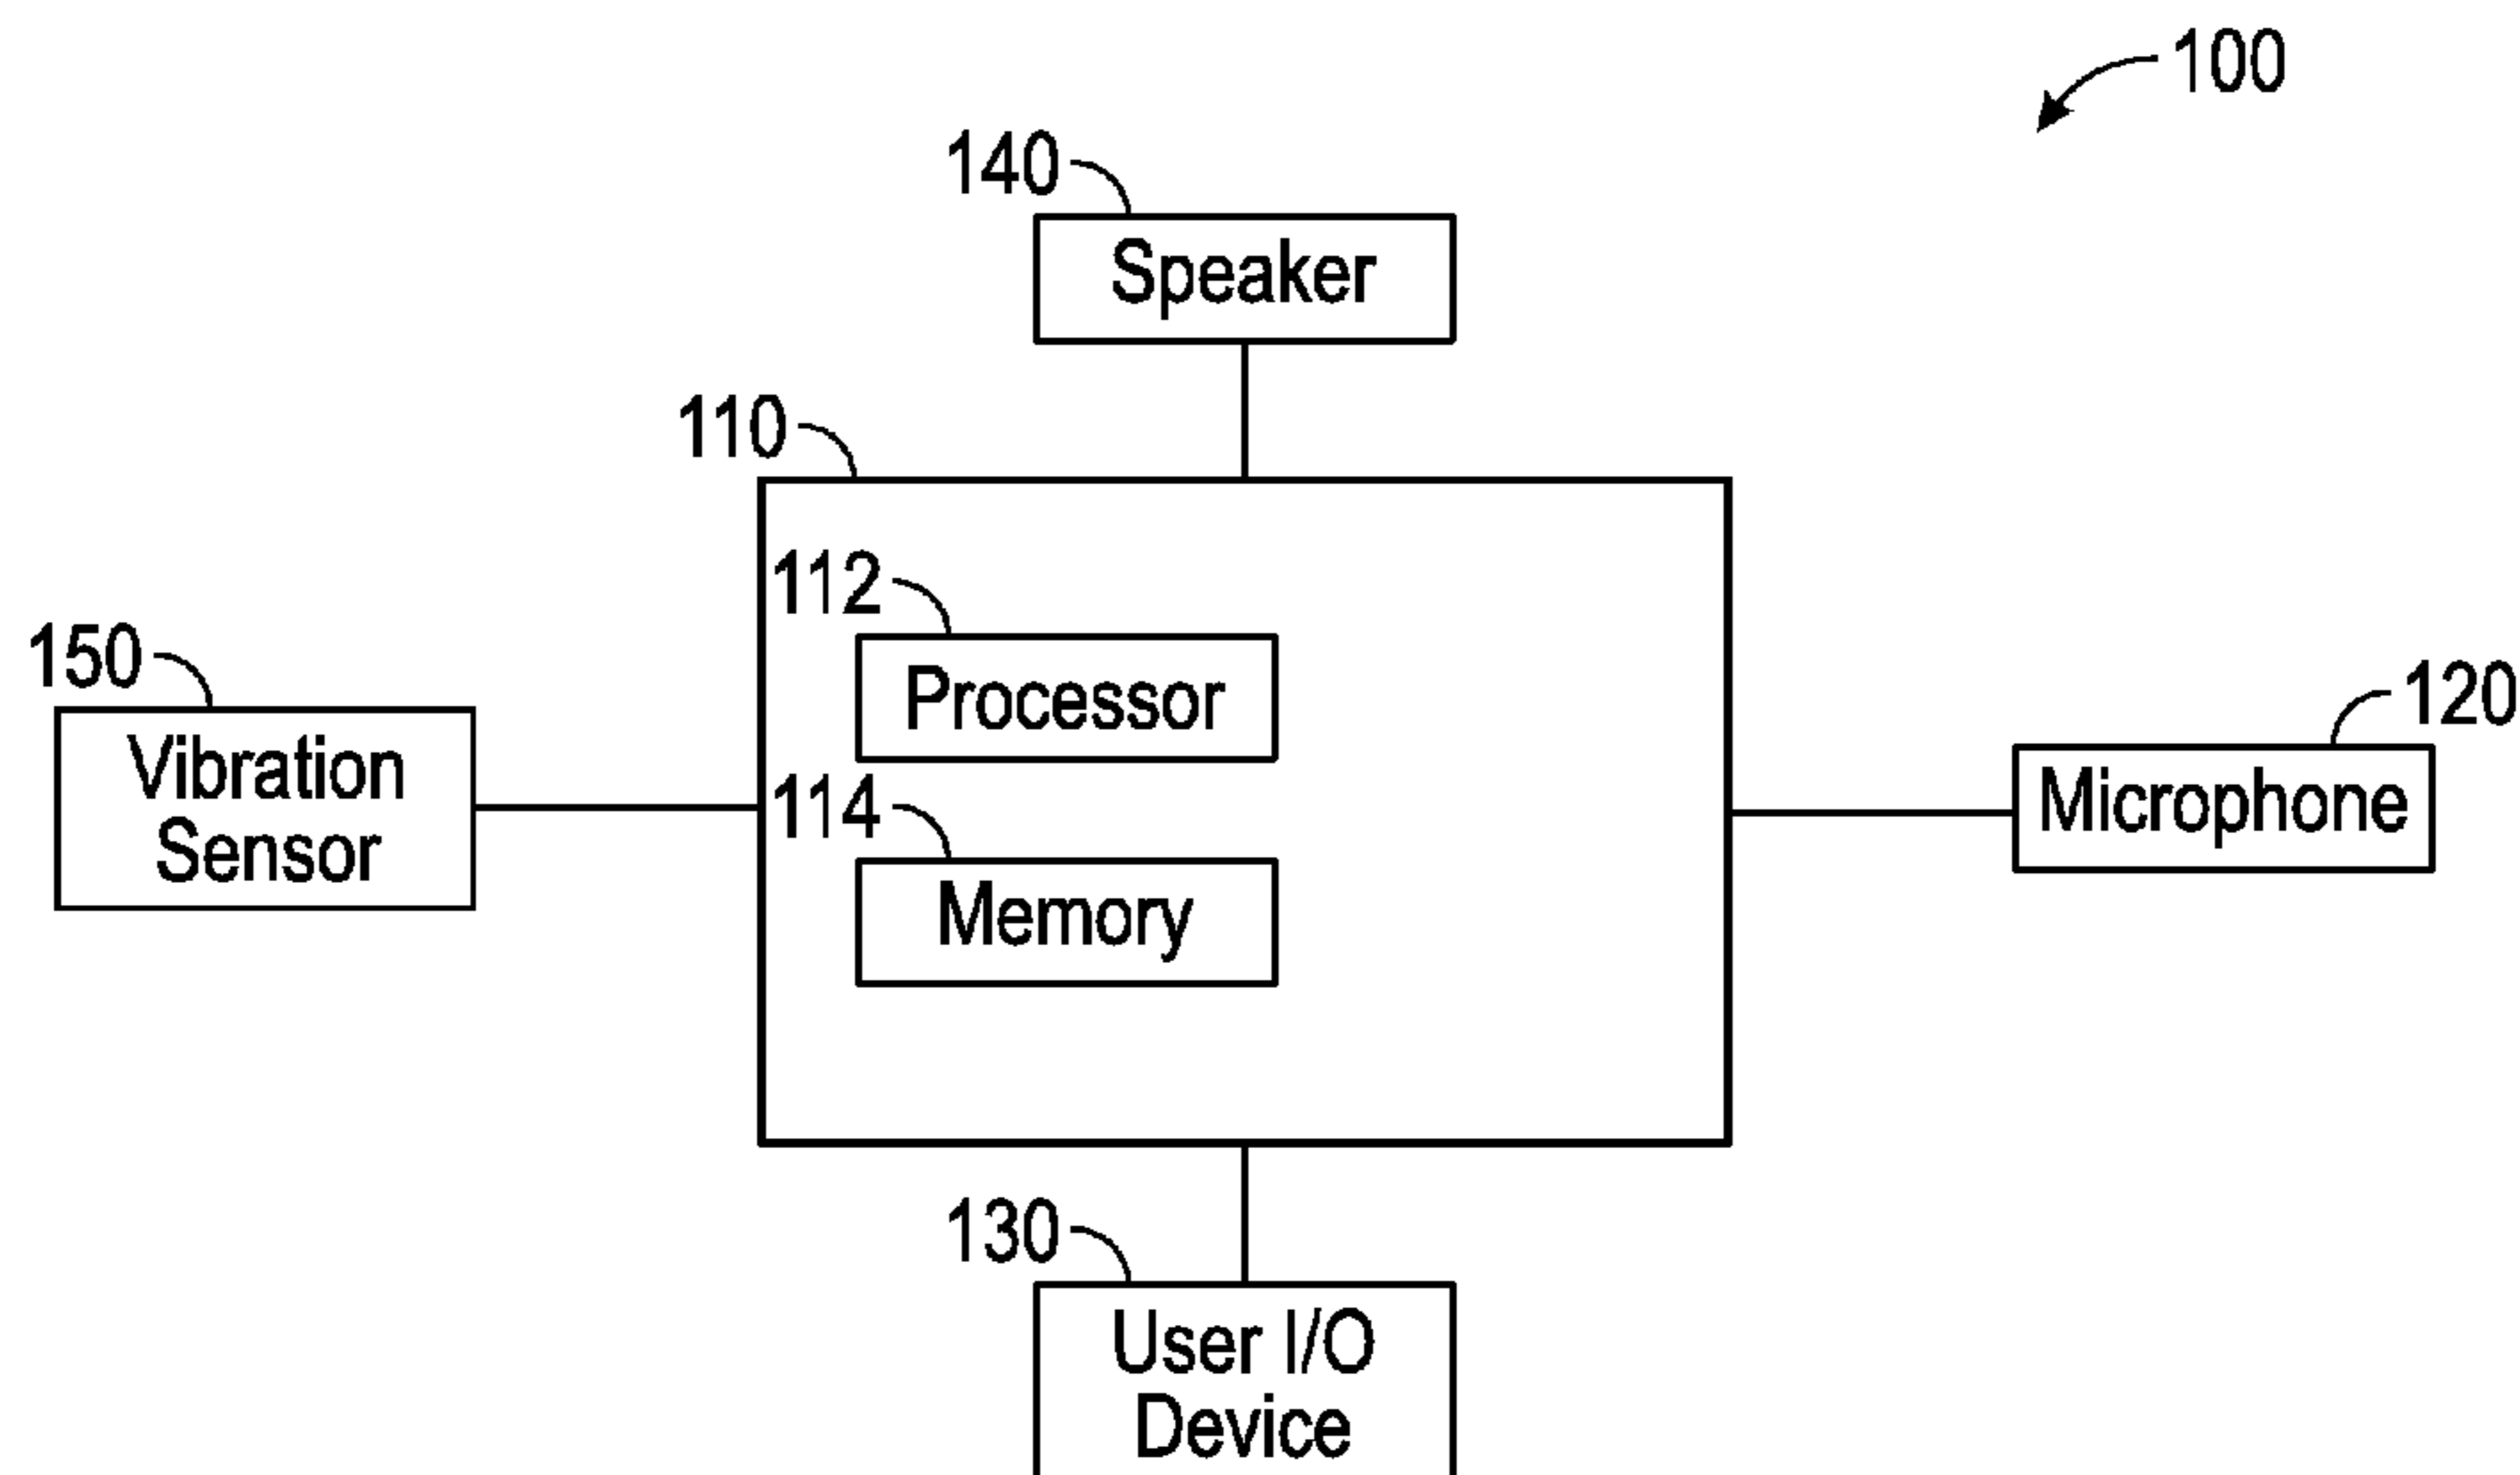 100
140
Speaker
110
112
Processor
150
Vibration
Sensor
114
Memory
120
Microphone
130
User I/O
Device